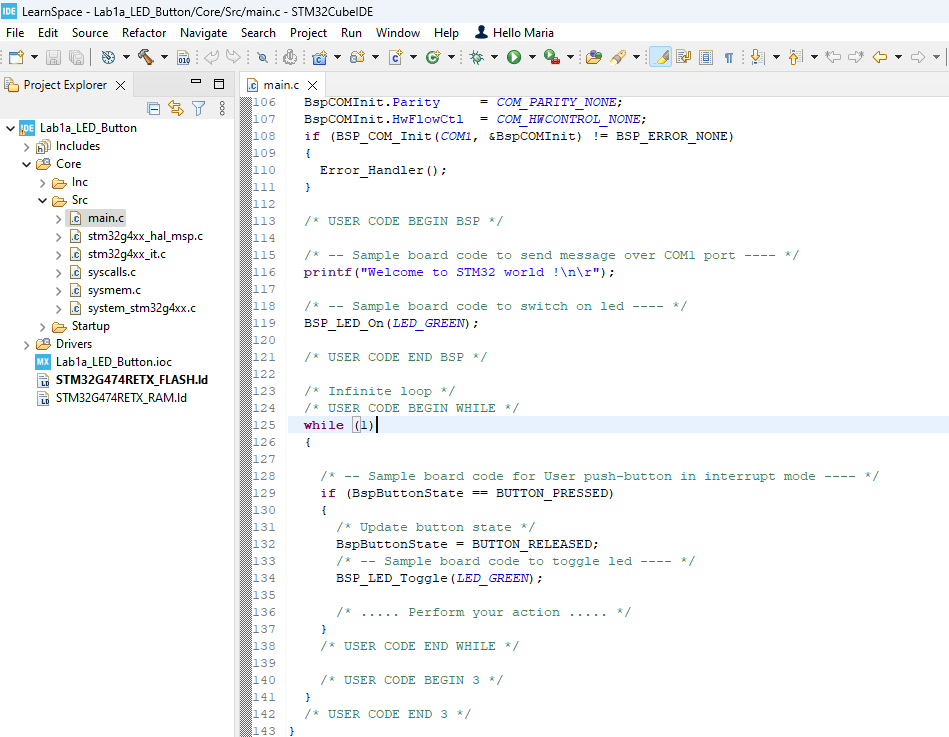 LearnSpace - Lab1a_LED_Button/Core/Src/main.c - STM32CubeIDE
File Edit Source Refactor Navigate Search Project Run Window Help Hello Maria
Project Explorer
main.c
Lab1a_LED_Button
Includes
Core
Inc
Src
main.c
stm32g4xx_hal_msp.c
stm32g4xx_it.c
syscalls.c
sysmem.c
system_stm32g4xx.c
Startup
Drivers
Lab1a_LED_Button.ioc
STM32G474RETX_FLASH.ld
STM32G474RETX_RAM.ld
106 BspCOMInit.Parity     = COM_PARITY_NONE;
107 BspCOMInit.HwFlowCtl  = COM_HWCONTROL_NONE;
108 if (BSP_COM_Init(COM1, &BspCOMInit) != BSP_ERROR_NONE)
109 {
110   Error_Handler();
111 }
112
113 /* USER CODE BEGIN BSP */
114
115 /* -- Sample board code to send message over COM1 port ---- */
116 printf("Welcome to STM32 world !\n\r");
117
118 /* -- Sample board code to switch on led ---- */
119 BSP_LED_On(LED_GREEN);
120
121 /* USER CODE END BSP */
122
123 /* Infinite loop */
124 /* USER CODE BEGIN WHILE */
125 while (1)
126 {
127
128   /* -- Sample board code for User push-button in interrupt mode ---- */
129   if (BspButtonState == BUTTON_PRESSED)
130   {
131     /* Update button state */
132     BspButtonState = BUTTON_RELEASED;
133     /* -- Sample board code to toggle led ---- */
134     BSP_LED_Toggle(LED_GREEN);
135
136     /* ..... Perform your action ..... */
137   }
138   /* USER CODE END WHILE */
139
140   /* USER CODE BEGIN 3 */
141 }
142 /* USER CODE END 3 */
143 }